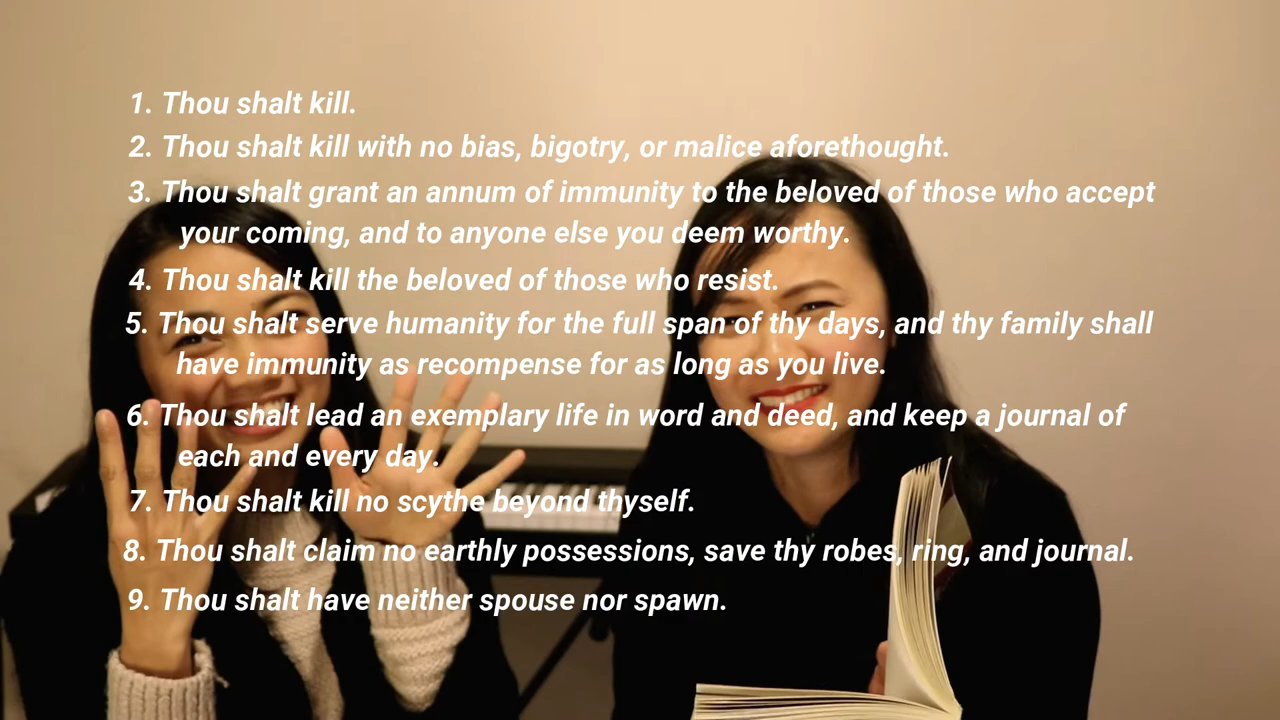 1. Thou shalt kill.
2. Thou shalt kill with no bias, bigotry, or malice aforethought.
3. Thou shalt grant an annum of immunity to the beloved of those who accept
your coming, and to anyone else you deem worthy.
4. Thou shalt kill the beloved of those who resist.
5. Thou shalt serve humanity for the full span of thy days, and thy family shall
have immunity as recompense for as long as you live.
6. Thou shalt lead an exemplary life in word and deed, and keep a journal of
each and every day.
7. Thou shalt kill no scythe beyond thyself.
8. Thou shalt claim no earthly possessions, save thy robes, ring, and journal.
9. Thou shalt have neither spouse nor spawn.